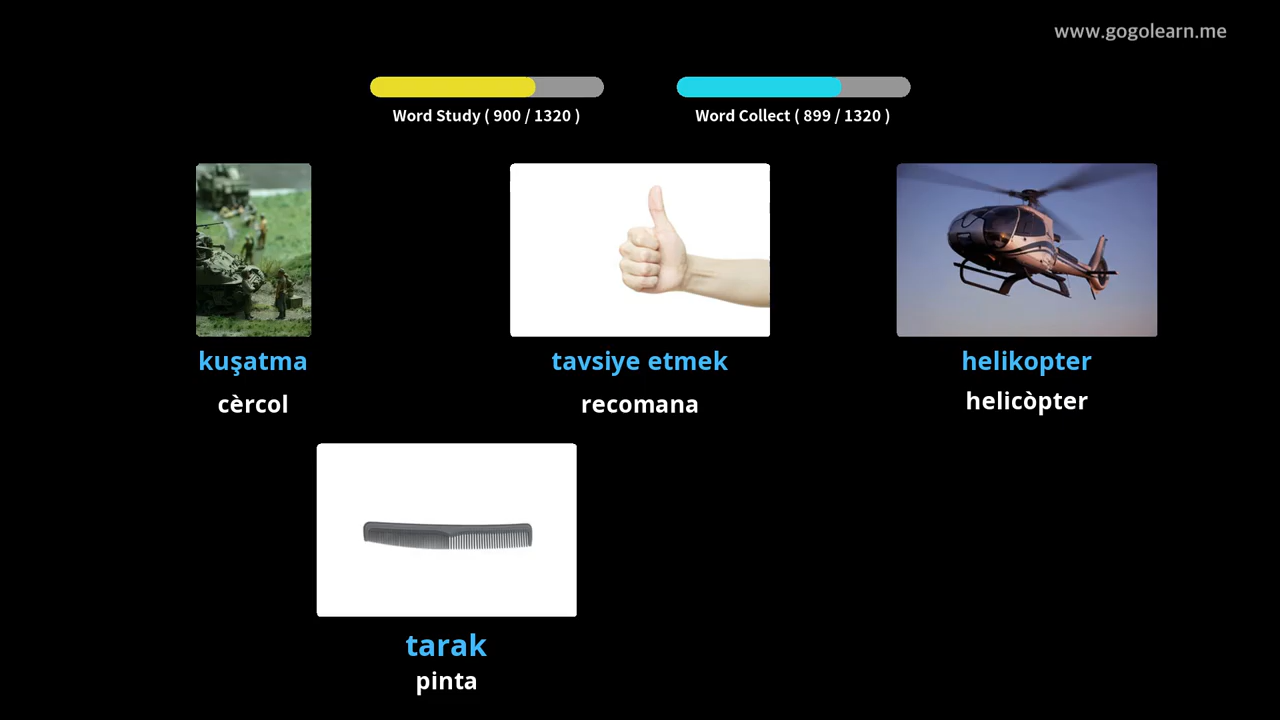 www.gogolearn.me
Word Study ( 900 / 1320 )
Word Collect ( 899 / 1320 )
kuşatma
cèrcol
tavsiye etmek
recomana
helikopter
helicòpter
tarak
pinta